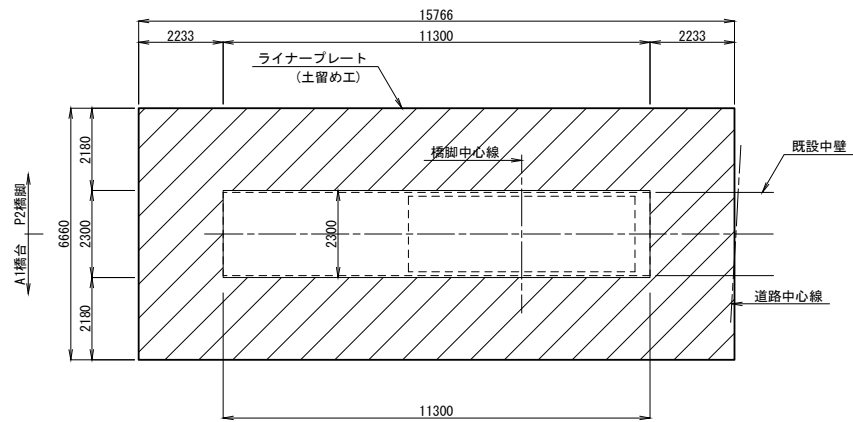 15766
2233
11300
2233
ライナープレート
(土留め工)
橋脚中心線
既設中壁
2180
P2橋脚
6660
2300
2300
A1橋台
道路中心線
2180
11300